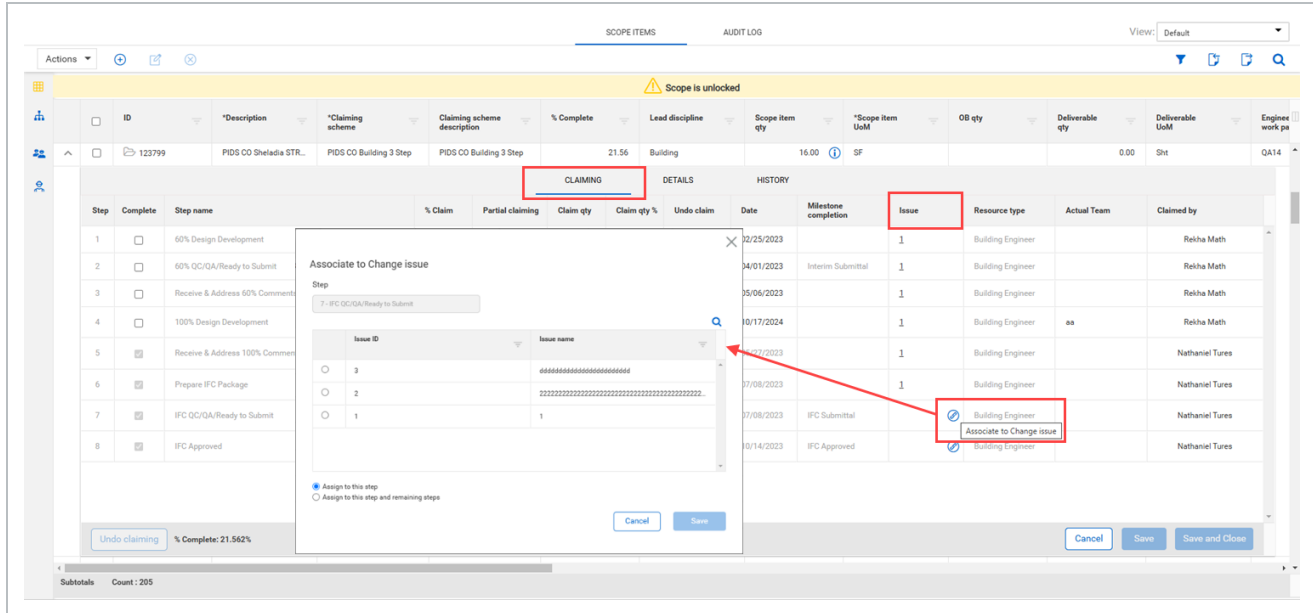 SCOPE ITEMS AUDIT LOG View: Default
Actions
Scope is unlocked
ID *Description *Claiming scheme Claiming scheme description % Complete Lead discipline Scope item qty *Scope item UoM OB qty Deliverable qty Deliverable UoM Enginee work pa
123799 PIDS CO Sheladia STR... PIDS CO Building 3 Step PIDS CO Building 3 Step 21.56 Building 16.00 SF 0.00 Sht QA14
CLAIMING DETAILS HISTORY
Step Complete Step name % Claim Partial claiming Claim qty Claim qty % Undo claim Date Milestone completion Issue Resource type Actual Team Claimed by
1 60% Design Development 02/25/2023 1 Building Engineer Rekha Math
2 60% QC/QA/Ready to Submit 04/01/2023 Interim Submittal 1 Building Engineer Rekha Math
3 Receive & Address 60% Comments 05/06/2023 1 Building Engineer Rekha Math
4 100% Design Development 10/17/2024 1 Building Engineer aa Rekha Math
5 Receive & Address 100% Commen /27/2023 1 Building Engineer Nathaniel Tures
6 Prepare IFC Package 07/08/2023 1 Building Engineer Nathaniel Tures
7 IFC QC/QA/Ready to Submit 07/08/2023 IFC Submittal Building Engineer Nathaniel Tures
Associate to Change issue
8 IFC Approved 10/14/2023 IFC Approved Building Engineer Nathaniel Tures
Associate to Change issue
Step
7 - IFC QC/QA/Ready to Submit
Issue ID Issue name
3 dddddddddddddddddddddddd
2
1 1
Assign to this step
Assign to this step and remaining steps
Cancel Save
Undo claiming % Complete: 21.562% Cancel Save Save and Close
Subtotals Count : 205